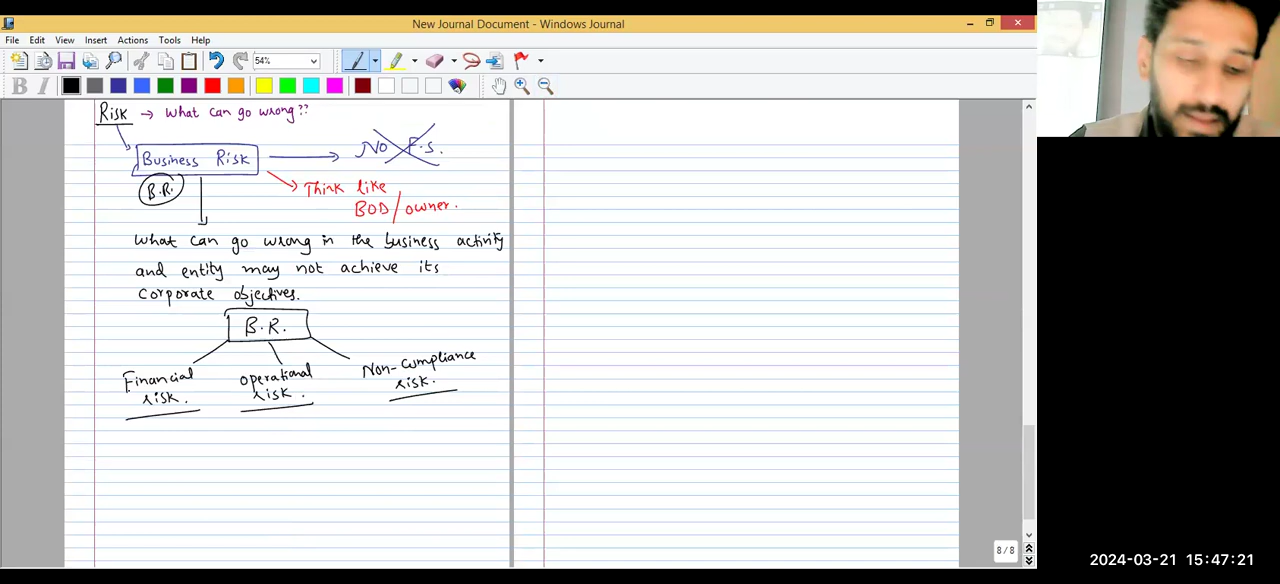 New Journal Document - Windows Journal
File Edit View Insert Actions Tools Help
54%
B I
Risk → What can go wrong??
Business Risk → No F.S.
B.R.
Think like
BOD/owner.
What can go wrong in the business activity
and entity may not achieve its
corporate objectives.
B.R.
Financial risk.
operational risk.
Non-compliance risk.
8/8
2024-03-21 15:47:21